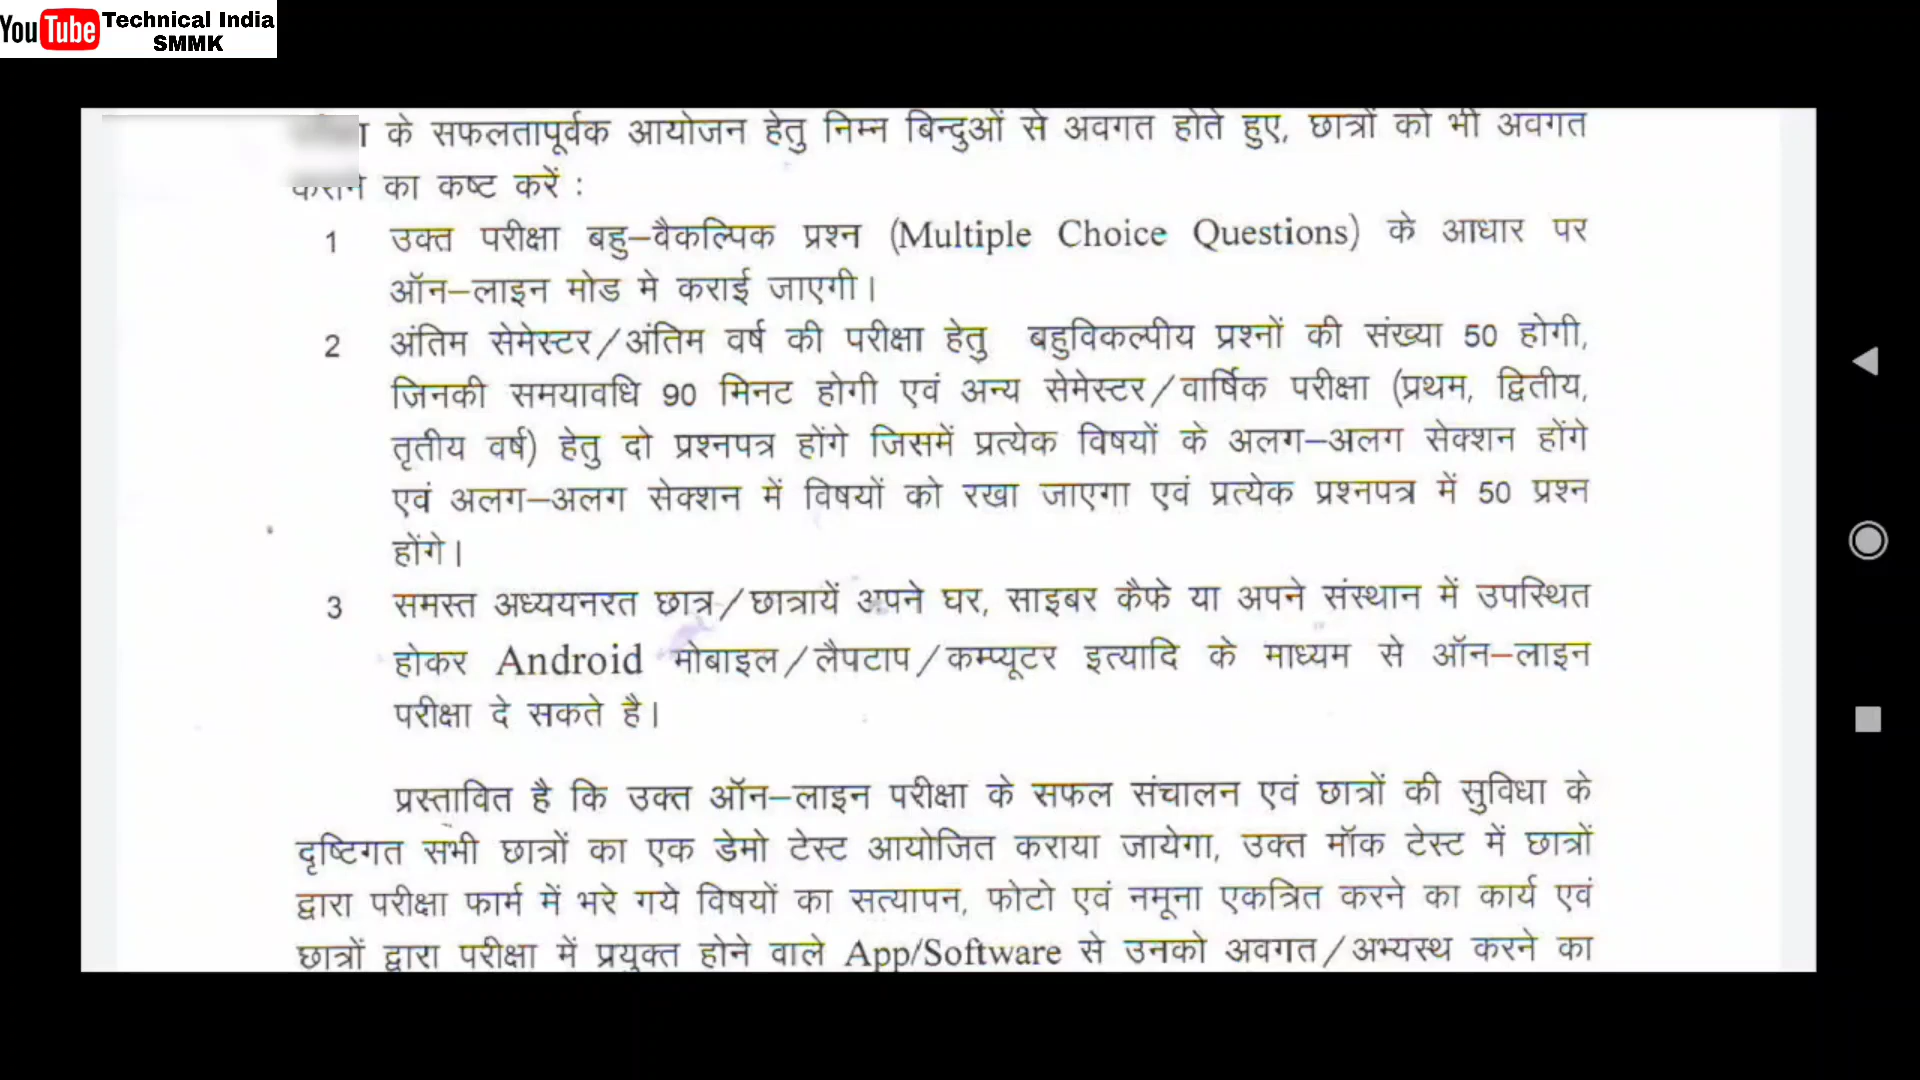 YouTube Technical India
SMMK
के सफलतापूर्वक आयोजन हेतु निम्न बिन्दुओं से अवगत होते हुए, छात्रों को भी अवगत
कराने का कष्ट करें :
1 उक्त परीक्षा बहु–वैकल्पिक प्रश्न (Multiple Choice Questions) के आधार पर
ऑन–लाइन मोड मे कराई जाएगी।
2 अंतिम सेमेस्टर/अंतिम वर्ष की परीक्षा हेतु बहुविकल्पीय प्रश्नों की संख्या 50 होगी,
जिनकी समयावधि 90 मिनट होगी एवं अन्य सेमेस्टर/वार्षिक परीक्षा (प्रथम, द्वितीय,
तृतीय वर्ष) हेतु दो प्रश्नपत्र होंगे जिसमें प्रत्येक विषयों के अलग–अलग सेक्शन होंगे
एवं अलग–अलग सेक्शन में विषयों को रखा जाएगा एवं प्रत्येक प्रश्नपत्र में 50 प्रश्न
होंगे।
3 समस्त अध्ययनरत छात्र/छात्रायें अपने घर, साइबर कैफे या अपने संस्थान में उपस्थित
होकर Android मोबाइल/लैपटाप/कम्प्यूटर इत्यादि के माध्यम से ऑन–लाइन
परीक्षा दे सकते है।
प्रस्तावित है कि उक्त ऑन–लाइन परीक्षा के सफल संचालन एवं छात्रों की सुविधा के
दृष्टिगत सभी छात्रों का एक डेमो टेस्ट आयोजित कराया जायेगा, उक्त मॉक टेस्ट में छात्रों
द्वारा परीक्षा फार्म में भरे गये विषयों का सत्यापन, फोटो एवं नमूना एकत्रित करने का कार्य एवं
छात्रों द्वारा परीक्षा में प्रयुक्त होने वाले App/Software से उनको अवगत/अभ्यस्थ करने का